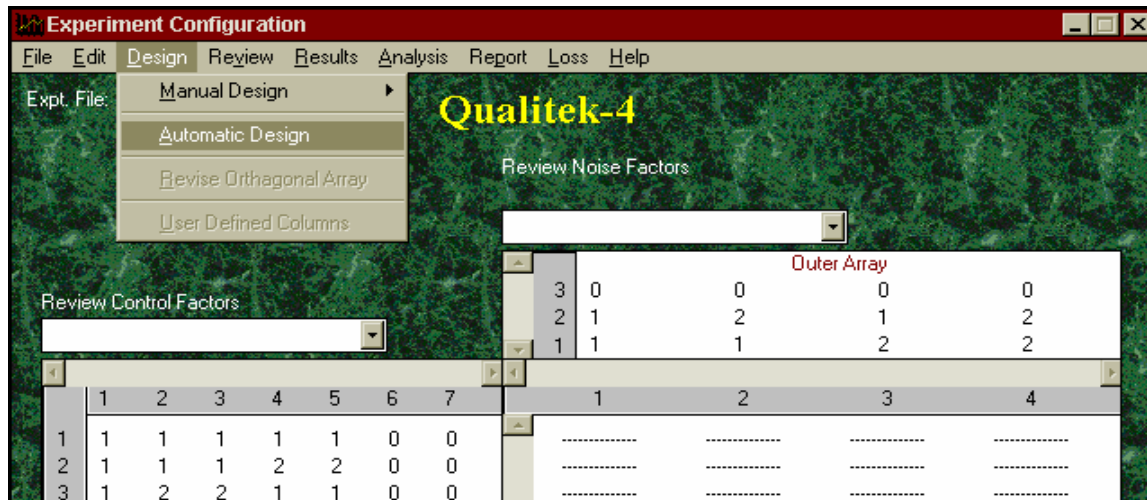 Experiment Configuration
File Edit Design Review Results Analysis Report Loss Help
Expt. File:
Manual Design
Automatic Design
Revise Orthagonal Array
User Defined Columns
Qualitek-4
Review Noise Factors
Outer Array
3 0 0 0 0
2 1 2 1 2
1 1 1 2 2
Review Control Factors
1 2 3 4 5 6 7
1 2 3 4
1 1 1 1 1 1 0 0 ------------- ------------- ------------- -------------
2 1 1 1 2 2 0 0 ------------- ------------- ------------- -------------
3 1 2 2 1 1 0 0 ------------- ------------- ------------- -------------